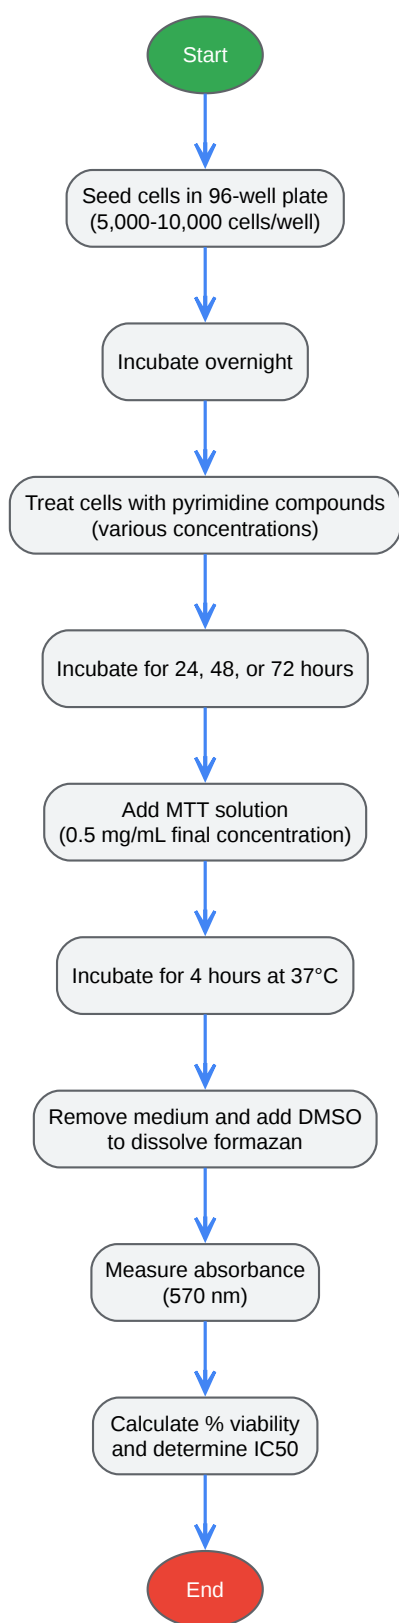 Start
Seed cells in 96-well plate
(5,000-10,000 cells/well)
Incubate overnight
Treat cells with pyrimidine compounds
(various concentrations)
Incubate for 24, 48, or 72 hours
Add MTT solution
(0.5 mg/mL final concentration)
Incubate for 4 hours at 37°C
Remove medium and add DMSO
to dissolve formazan
Measure absorbance
(570 nm)
Calculate % viability
and determine IC50
End